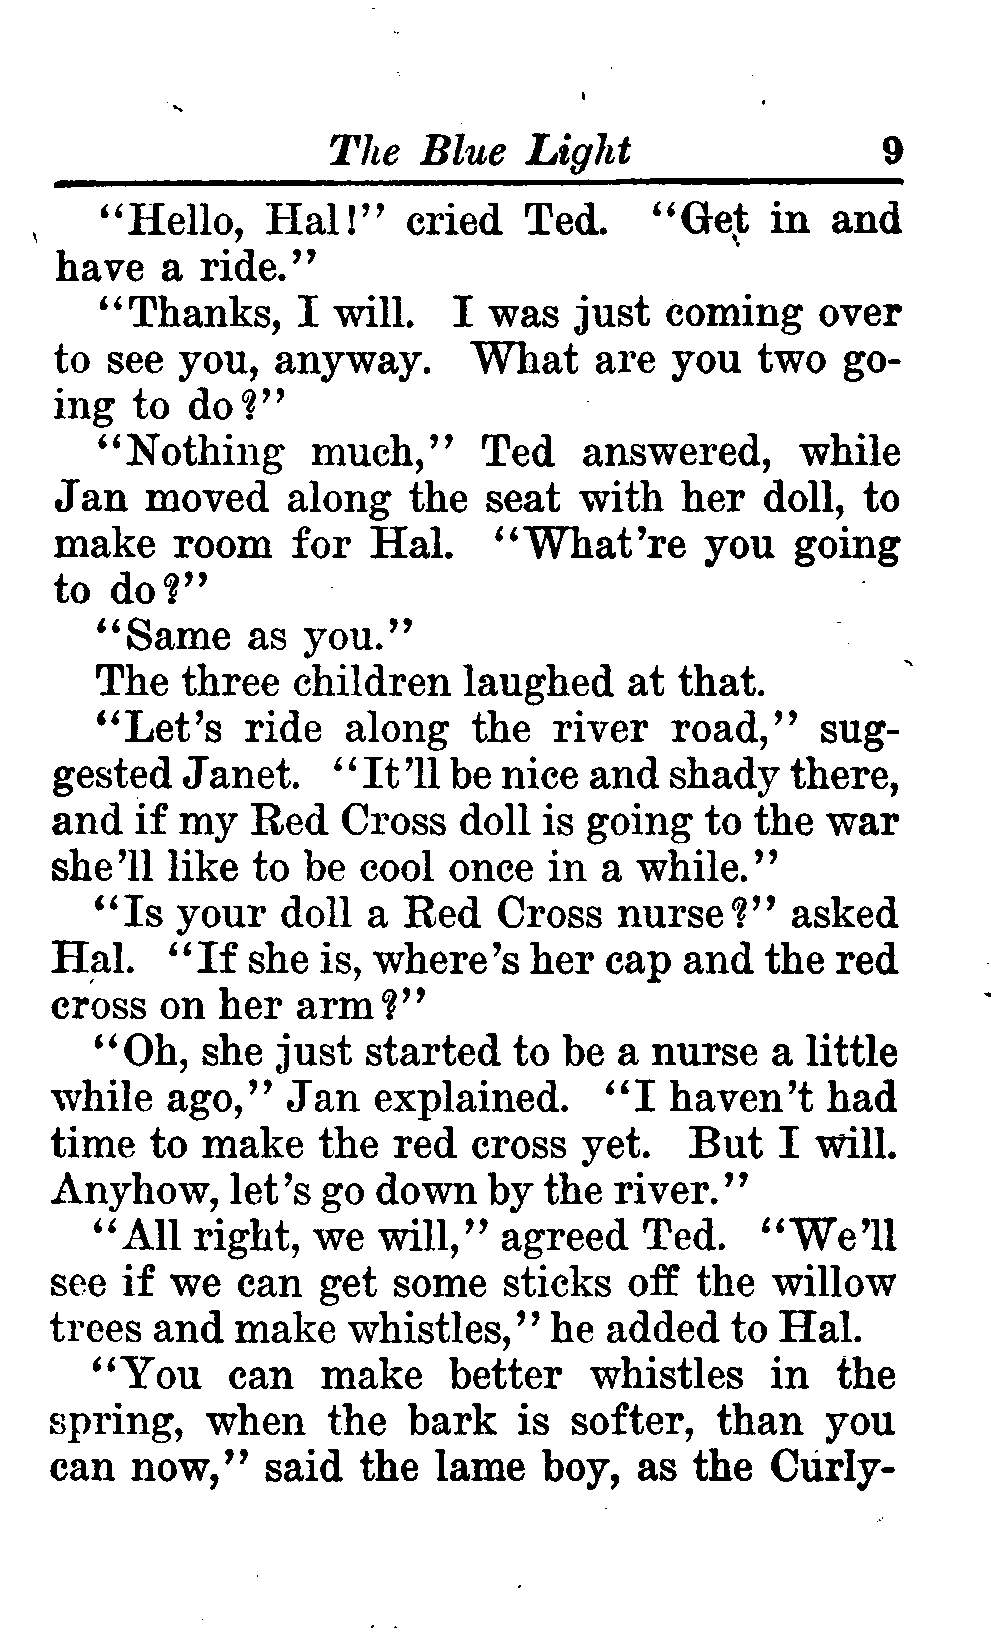 The Blue Light 9
“Hello, Hal!” cried Ted. “Get in and
have a ride.”
“Thanks, I will. I was just coming over
to see you, anyway. What are you two go-
ing to do?”
“Nothing much,” Ted answered, while
Jan moved along the seat with her doll, to
make room for Hal. “What’re you going
to do?”
“Same as you.”
The three children laughed at that.
“Let’s ride along the river road,” sug-
gested Janet. “It’ll be nice and shady there,
and if my Red Cross doll is going to the war
she’ll like to be cool once in a while.”
“Is your doll a Red Cross nurse?” asked
Hal. “If she is, where’s her cap and the red
cross on her arm?”
“Oh, she just started to be a nurse a little
while ago,” Jan explained. “I haven’t had
time to make the red cross yet. But I will.
Anyhow, let’s go down by the river.”
“All right, we will,” agreed Ted. “We’ll
see if we can get some sticks off the willow
trees and make whistles,” he added to Hal.
“You can make better whistles in the
spring, when the bark is softer, than you
can now,” said the lame boy, as the Curly-